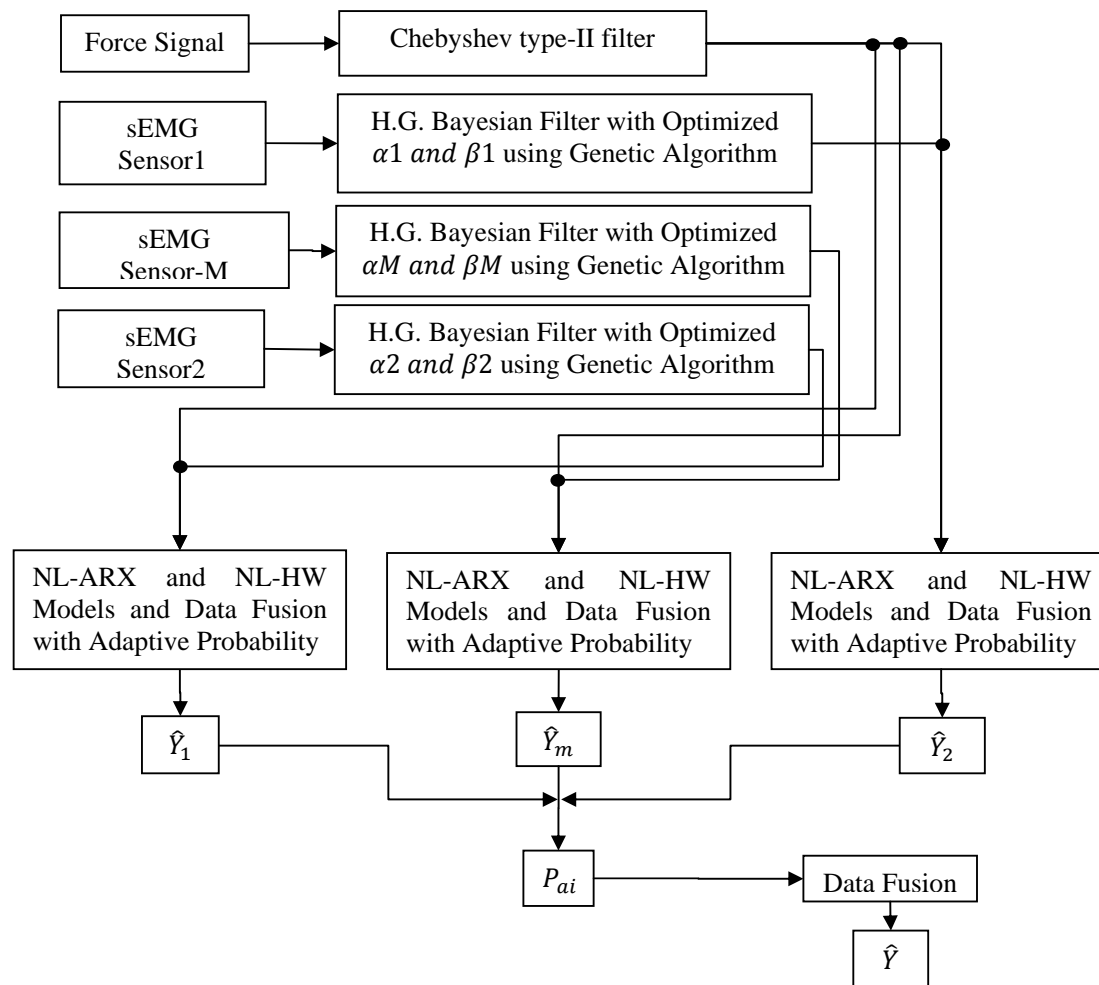 Force Signal
Chebyshev type-II filter
sEMG
Sensor1
H.G. Bayesian Filter with Optimized
α1 and β1 using Genetic Algorithm
sEMG
Sensor-M
H.G. Bayesian Filter with Optimized
αM and βM using Genetic Algorithm
sEMG
Sensor2
H.G. Bayesian Filter with Optimized
α2 and β2 using Genetic Algorithm
NL-ARX and NL-HW
Models and Data Fusion
with Adaptive Probability
NL-ARX and NL-HW
Models and Data Fusion
with Adaptive Probability
NL-ARX and NL-HW
Models and Data Fusion
with Adaptive Probability
Ŷ₁
Ŷₘ
Ŷ₂
Pₐᵢ
Data Fusion
Ŷ